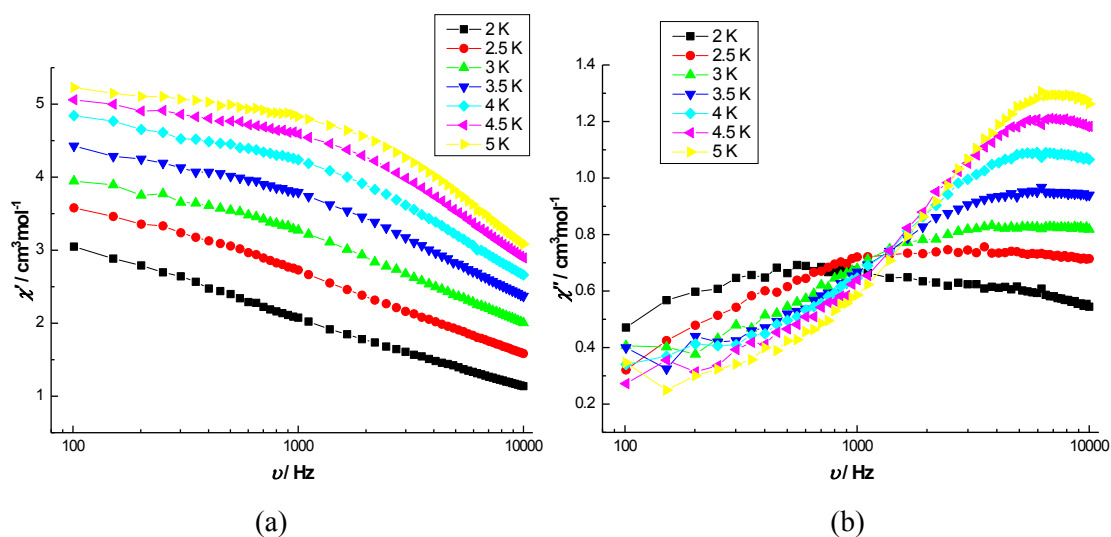 2 K
2.5 K
3 K
3.5 K
4 K
4.5 K
5 K
χ′/ cm³mol⁻¹
5
4
3
2
1
100
1000
10000
υ/ Hz
(a)
2 K
2.5 K
3 K
3.5 K
4 K
4.5 K
5 K
χ″/ cm³mol⁻¹
1.4
1.2
1.0
0.8
0.6
0.4
0.2
100
1000
10000
υ/ Hz
(b)